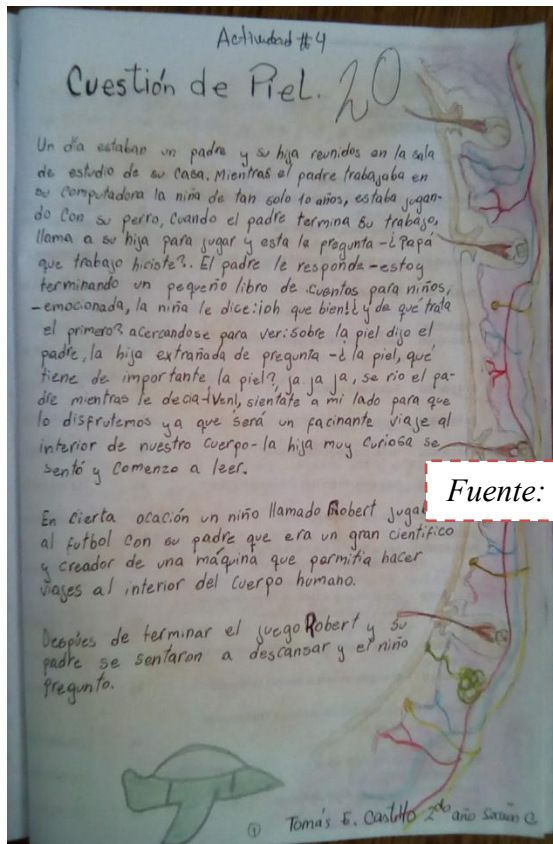 Actividad #4
Cuestión de Piel. 20
Un día estaban un padre y su hija reunidos en la sala
de estudio de su casa. Mientras el padre trabajaba en
su computadora la niña de tan solo 10 años, estaba jugan-
do con su perro, cuando el padre termina su trabajo,
llama a su hija para jugar y esta la pregunta -¿Papá
que trabajo hiciste?. El padre le responde -estoy
terminando un pequeño libro de cuentos para niños,
-emocionada, la niña le dice: ¡oh que bien! ¿y de qué trata
el primero? acercandose para ver: Sobre la piel dijo el
padre, la hija extrañada de pregunta -¿ la piel, qué
tiene de importante la piel? ja ja ja, se rio el pa-
dre mientras le decia -¡Ven!, sientate a mi lado para que
lo disfrutemos ya que será un facinante viaje al
interior de nuestro cuerpo- la hija muy curiosa se
sentó y comenzo a leer.
Fuente:
En cierta ocación un niño llamado Robert
al futbol con su padre que era un gran científico
y creador de una máquina que permitia hacer
viajes al interior del cuerpo humano.
Despúes de terminar el juego Robert y su
padre se sentaron a descansar y el niño
pregunto.
① Tomás E. Castillo 2do año Sección C